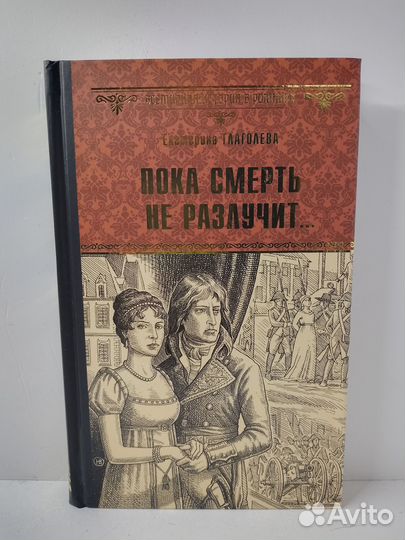 Екатерина ГЛАГОЛЕВА
ПОКА СМЕРТЬ
НЕ РАЗЛУЧИТ...
Avito